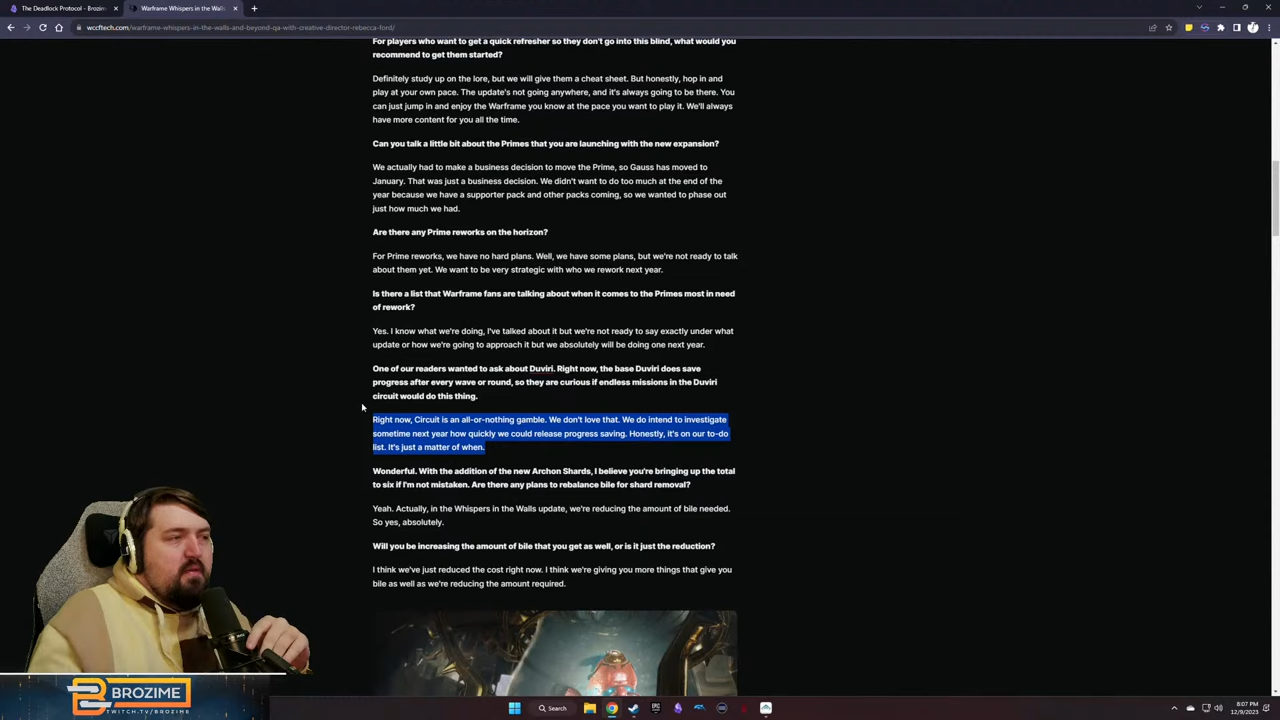 The Deadlock Protocol - Brozim
Warframe Whispers in the Walls
wccftech.com/warframe-whispers-in-the-walls-and-beyond-qa-with-creative-director-rebecca-ford/
For players who want to get a quick refresher so they don't go into this blind, what would you
recommend to get them started?
Definitely study up on the lore, but we will give them a cheat sheet. But honestly, hop in and
play at your own pace. The update's not going anywhere, and it's always going to be there. You
can just jump in and enjoy the Warframe you know at the pace you want to play it. We'll always
have more content for you all the time.
Can you talk a little bit about the Primes that you are launching with the new expansion?
We actually had to make a business decision to move the Prime, so Gauss has moved to
January. That was just a business decision. We didn't want to do too much at the end of the
year because we have a supporter pack and other packs coming, so we wanted to phase out
just how much we had.
Are there any Prime reworks on the horizon?
For Prime reworks, we have no hard plans. Well, we have some plans, but we're not ready to talk
about them yet. We want to be very strategic with who we rework next year.
Is there a list that Warframe fans are talking about when it comes to the Primes most in need
of rework?
Yes. I know what we're doing, I've talked about it but we're not ready to say exactly under what
update or how we're going to approach it but we absolutely will be doing one next year.
One of our readers wanted to ask about Duviri. Right now, the base Duviri does save
progress after every wave or round, so they are curious if endless missions in the Duviri
circuit would do this thing.
Right now, Circuit is an all-or-nothing gamble. We don't love that. We do intend to investigate
sometime next year how quickly we could release progress saving. Honestly, it's on our to-do
list. It's just a matter of when.
Wonderful. With the addition of the new Archon Shards, I believe you're bringing up the total
to six if I'm not mistaken. Are there any plans to rebalance bile for shard removal?
Yeah. Actually, in the Whispers in the Walls update, we're reducing the amount of bile needed.
So yes, absolutely.
Will you be increasing the amount of bile that you get as well, or is it just the reduction?
I think we've just reduced the cost right now. I think we're giving you more things that give you
bile as well as we're reducing the amount required.
BROZIME
TWITCH.TV/BROZIME
Search
EPIC
8:07 PM
12/9/2023